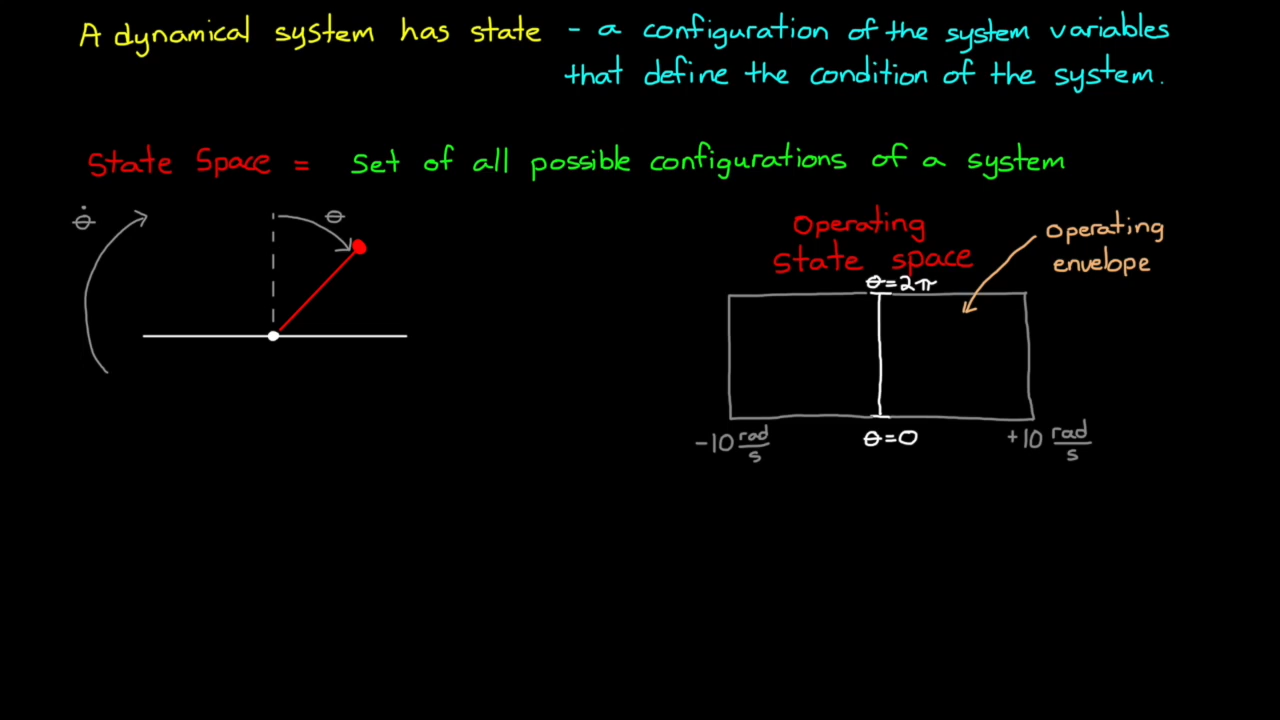 A dynamical system has state - a configuration of the system variables
that define the condition of the system.
State Space = Set of all possible configurations of a system
θ̇
θ
Operating
State space
operating
envelope
θ=2π
-10 rad/s
θ=0
+10 rad/s